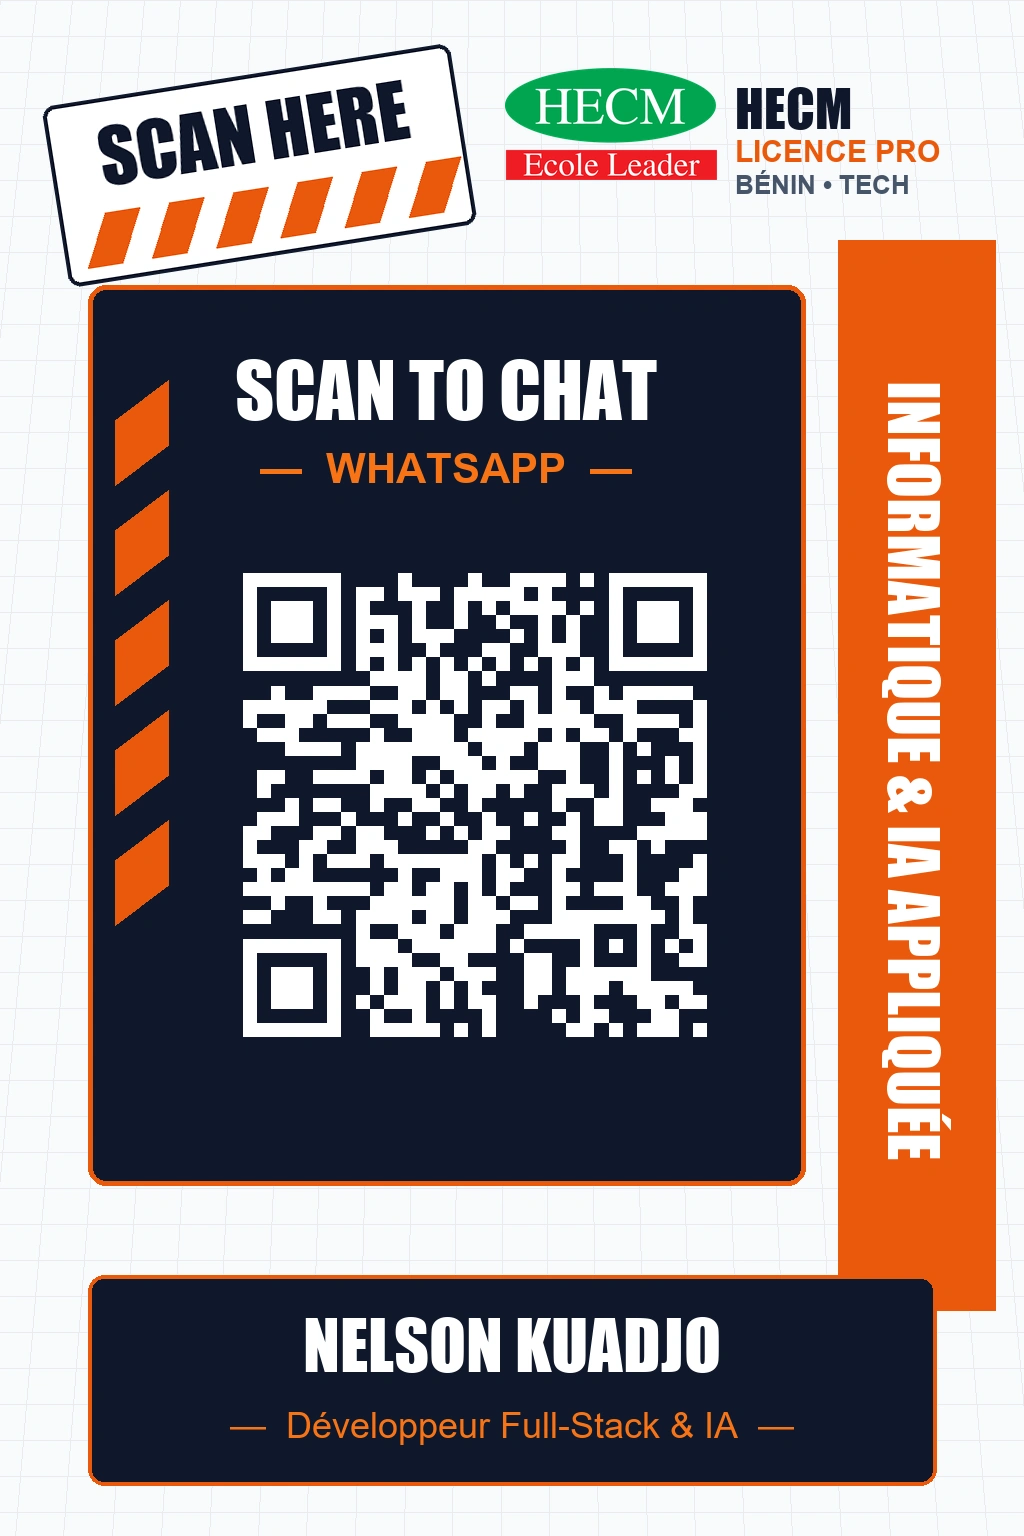 SCAN HERE
HECM
Ecole Leader
HECM
LICENCE PRO
BÉNIN • TECH
SCAN TO CHAT
— WHATSAPP —
INFORMATIQUE & IA APPLIQUÉE
NELSON KUADJO
— Développeur Full-Stack & IA —